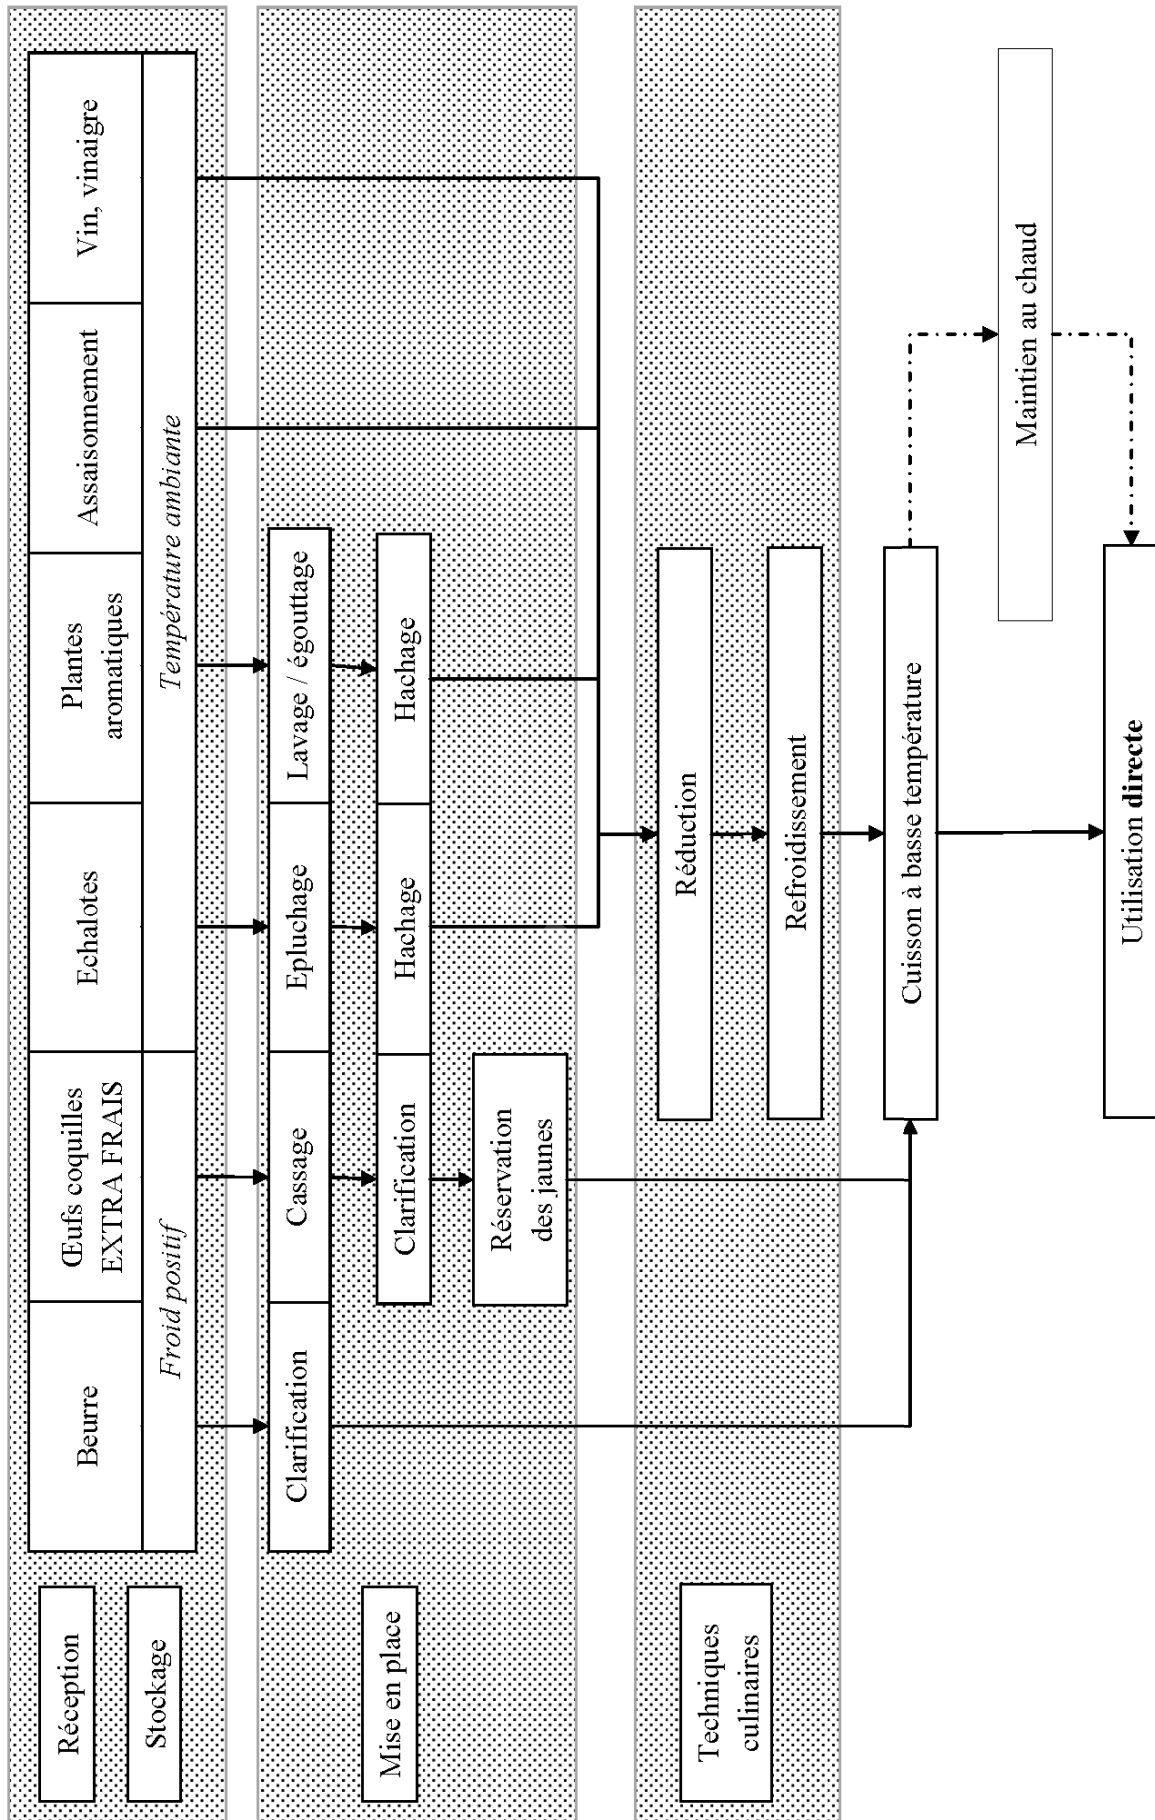 Réception
Beurre
Œufs coquilles
EXTRA FRAIS
Echalotes
Plantes
aromatiques
Assaisonnement
Vin, vinaigre
Stockage
Froid positif
Température ambiante
Mise en place
Clarification
Cassage
Epluchage
Lavage / égouttage
Clarification
Hachage
Hachage
Réservation
des jaunes
Techniques
culinaires
Réduction
Refroidissement
Cuisson à basse température
Maintien au chaud
Utilisation directe